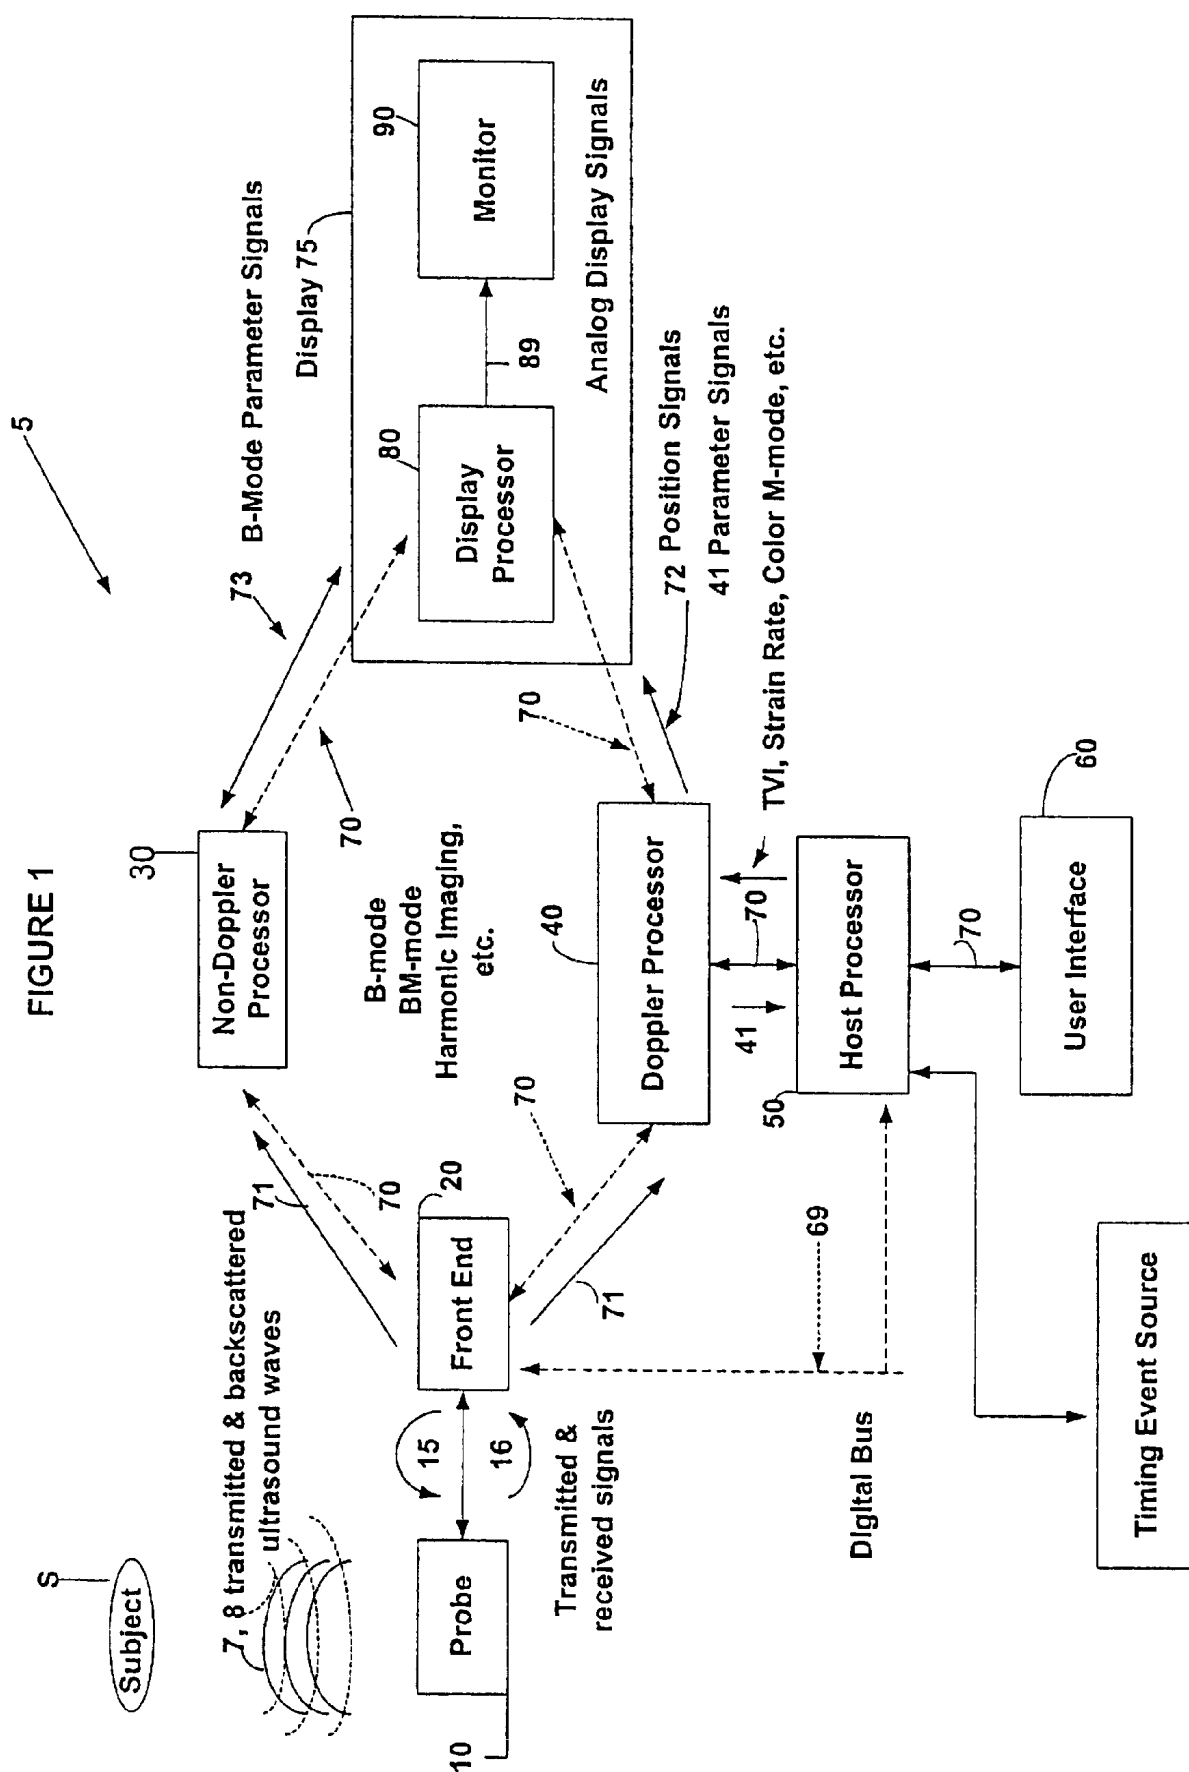 FIGURE 1
5
S
Subject
7, 8 transmitted & backscattered
ultrasound waves
10
Probe
15
16
Transmitted &
received signals
20
Front End
71
70
30
Non-Doppler
Processor
B-mode
BM-mode
Harmonic Imaging,
etc.
70
73
B-Mode Parameter Signals
Display 75
80
Display
Processor
89
90
Monitor
Analog Display Signals
70
71
40
Doppler Processor
70
72 Position Signals
41 Parameter Signals
TVI, Strain Rate, Color M-mode, etc.
41
70
50
Host Processor
70
60
User Interface
69
DIgItal Bus
Timing Event Source